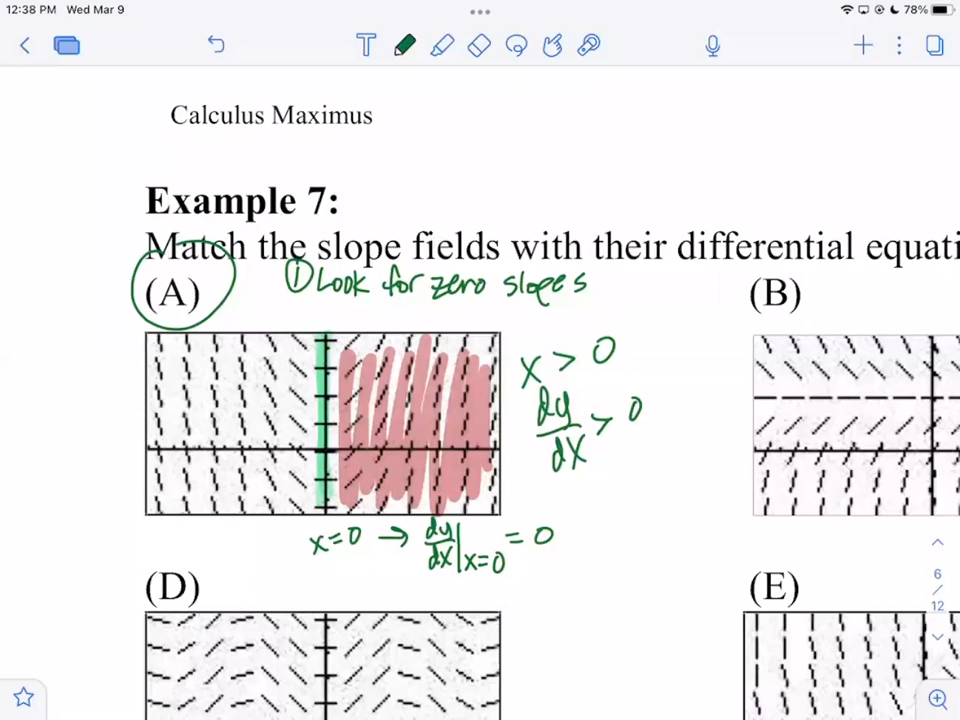 12:38 PM Wed Mar 9
78%
T
Calculus Maximus
Example 7:
Match the slope fields with their differential equati
① Look for zero slopes
(A)
(B)
x > 0
dy/dx > 0
x=0 → dy/dx|x=0 = 0
(D)
(E)
6
/
12